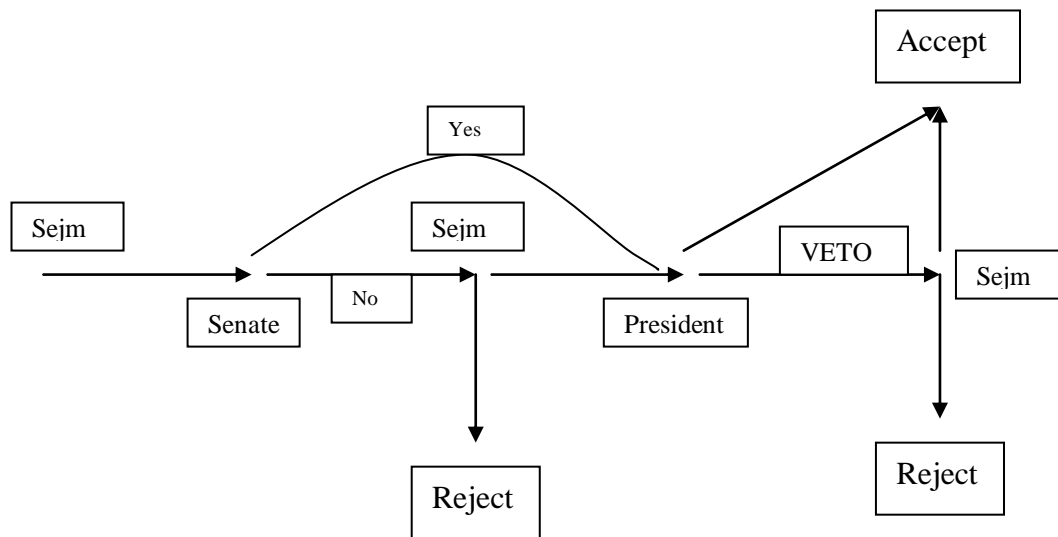 Accept
Yes
Sejm
Sejm
VETO
Sejm
No
Senate
President
Reject
Reject